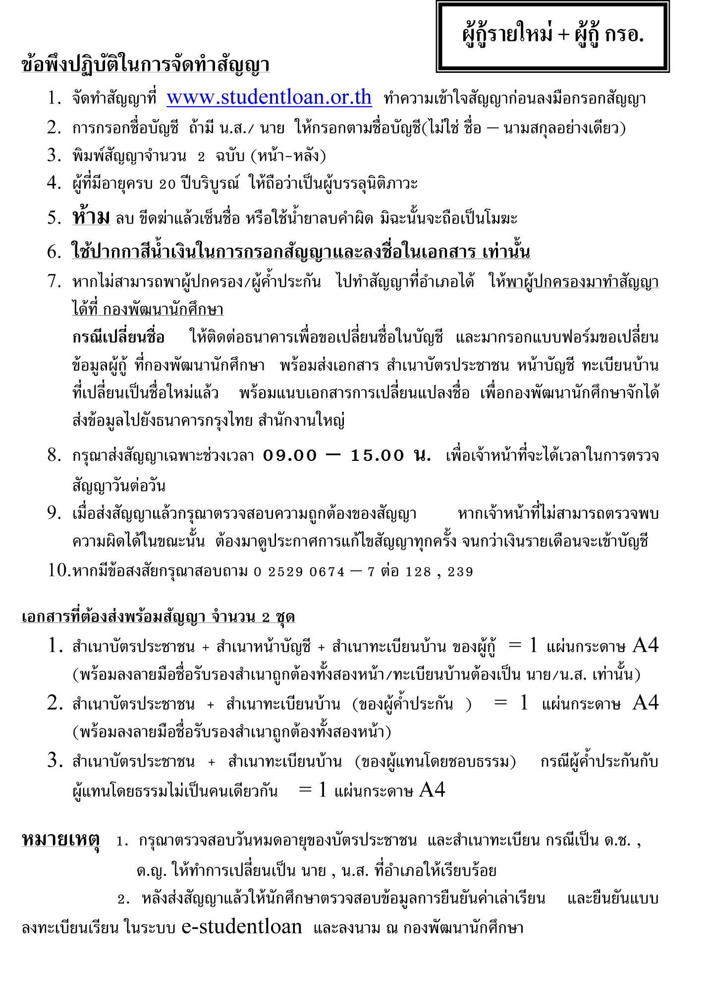 ผู้กู้รายใหม่ + ผู้กู้ กรอ.
ข้อพึงปฏิบัติในการจัดทำสัญญา
1. จัดทำสัญญาที่ www.studentloan.or.th ทำความเข้าใจสัญญาก่อนลงมือกรอกสัญญา
2. การกรอกชื่อบัญชี ถ้ามี น.ส./ นาย ให้กรอกตามชื่อบัญชี(ไม่ใช่ ชื่อ – นามสกุลอย่างเดียว)
3. พิมพ์สัญญาจำนวน 2 ฉบับ (หน้า-หลัง)
4. ผู้ที่มีอายุครบ 20 ปีบริบูรณ์ ให้ถือว่าเป็นผู้บรรลุนิติภาวะ
5. ห้าม ลบ ขีดฆ่าแล้วเซ็นชื่อ หรือใช้น้ำยาลบคำผิด มิฉะนั้นจะถือเป็นโมฆะ
6. ใช้ปากกาสีน้ำเงินในการกรอกสัญญาและลงชื่อในเอกสาร เท่านั้น
7. หากไม่สามารถพาผู้ปกครอง/ผู้ค้ำประกัน ไปทำสัญญาที่อำเภอได้ ให้พาผู้ปกครองมาทำสัญญา
ได้ที่ กองพัฒนานักศึกษา
กรณีเปลี่ยนชื่อ ให้ติดต่อธนาคารเพื่อขอเปลี่ยนชื่อในบัญชี และมากรอกแบบฟอร์มขอเปลี่ยน
ข้อมูลผู้กู้ ที่กองพัฒนานักศึกษา พร้อมส่งเอกสาร สำเนาบัตรประชาชน หน้าบัญชี ทะเบียนบ้าน
ที่เปลี่ยนเป็นชื่อใหม่แล้ว พร้อมแนบเอกสารการเปลี่ยนแปลงชื่อ เพื่อกองพัฒนานักศึกษาจักได้
ส่งข้อมูลไปยังธนาคารกรุงไทย สำนักงานใหญ่
8. กรุณาส่งสัญญาเฉพาะช่วงเวลา 09.00 – 15.00 น. เพื่อเจ้าหน้าที่จะได้เวลาในการตรวจ
สัญญาวันต่อวัน
9. เมื่อส่งสัญญาแล้วกรุณาตรวจสอบความถูกต้องของสัญญา หากเจ้าหน้าที่ไม่สามารถตรวจพบ
ความผิดได้ในขณะนั้น ต้องมาดูประกาศการแก้ไขสัญญาทุกครั้ง จนกว่าเงินรายเดือนจะเข้าบัญชี
10.หากมีข้อสงสัยกรุณาสอบถาม 0 2529 0674 – 7 ต่อ 128 , 239
เอกสารที่ต้องส่งพร้อมสัญญา จำนวน 2 ชุด
1. สำเนาบัตรประชาชน + สำเนาหน้าบัญชี + สำเนาทะเบียนบ้าน ของผู้กู้ = 1 แผ่นกระดาษ A4
(พร้อมลงลายมือชื่อรับรองสำเนาถูกต้องทั้งสองหน้า/ทะเบียนบ้านต้องเป็น นาย/น.ส. เท่านั้น)
2. สำเนาบัตรประชาชน + สำเนาทะเบียนบ้าน (ของผู้ค้ำประกัน ) = 1 แผ่นกระดาษ A4
(พร้อมลงลายมือชื่อรับรองสำเนาถูกต้องทั้งสองหน้า)
3. สำเนาบัตรประชาชน + สำเนาทะเบียนบ้าน (ของผู้แทนโดยชอบธรรม) กรณีผู้ค้ำประกันกับ
ผู้แทนโดยธรรมไม่เป็นคนเดียวกัน = 1 แผ่นกระดาษ A4
หมายเหตุ 1. กรุณาตรวจสอบวันหมดอายุของบัตรประชาชน และสำเนาทะเบียน กรณีเป็น ด.ช. ,
ด.ญ. ให้ทำการเปลี่ยนเป็น นาย , น.ส. ที่อำเภอให้เรียบร้อย
2. หลังส่งสัญญาแล้วให้นักศึกษาตรวจสอบข้อมูลการยืนยันค่าเล่าเรียน และยืนยันแบบ
ลงทะเบียนเรียน ในระบบ e-studentloan และลงนาม ณ กองพัฒนานักศึกษา